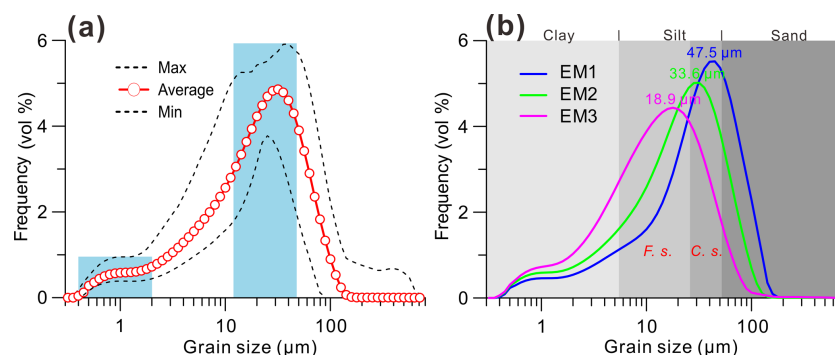 (a)
Max
Average
Min
Frequency (vol %)
6
4
2
0
1
10
100
Grain size (µm)
(b)
Clay
Silt
Sand
47.5 µm
33.6 µm
18.9 µm
EM1
EM2
EM3
F. s.
C. s.
Frequency (vol %)
6
4
2
0
1
10
100
Grain size (µm)